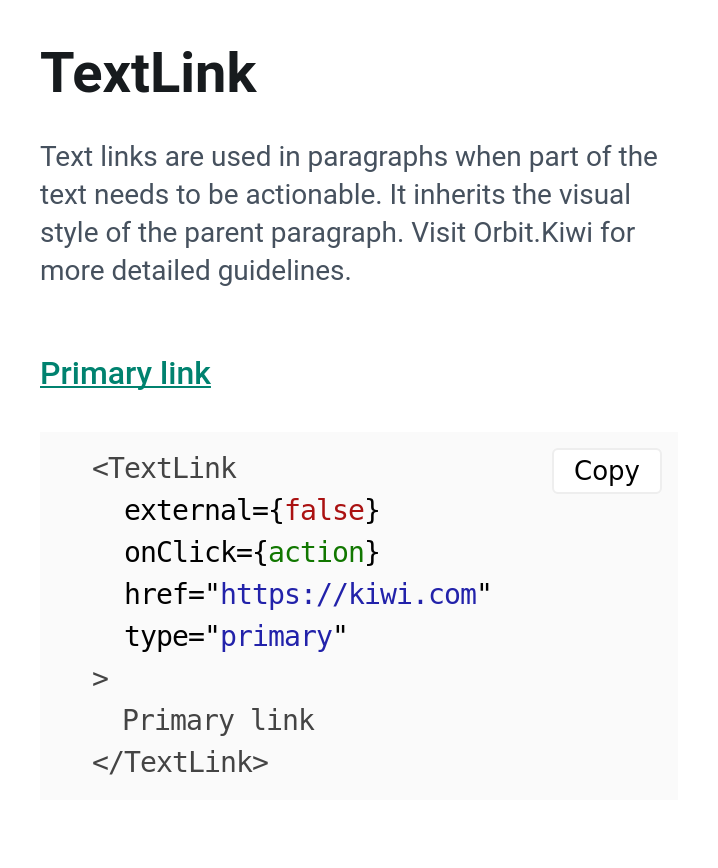 TextLink
Text links are used in paragraphs when part of the
text needs to be actionable. It inherits the visual
style of the parent paragraph. Visit Orbit.Kiwi for
more detailed guidelines.
Primary link
Copy
<TextLink
  external={false}
  onClick={action}
  href="https://kiwi.com"
  type="primary"
>
  Primary link
</TextLink>